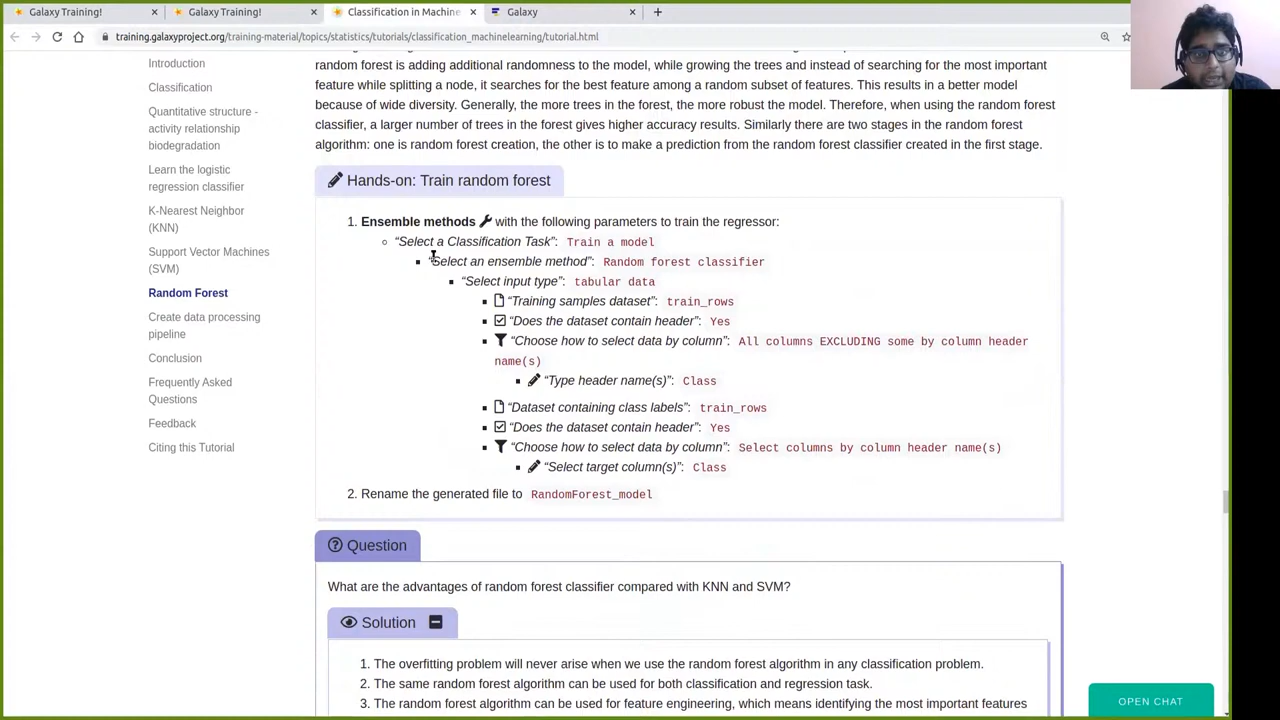 Galaxy Training!
Galaxy Training!
Classification in Machine
Galaxy
training.galaxyproject.org/training-material/topics/statistics/tutorials/classification_machinelearning/tutorial.html
Introduction
Classification
Quantitative structure -
activity relationship
biodegradation
Learn the logistic
regression classifier
K-Nearest Neighbor
(KNN)
Support Vector Machines
(SVM)
Random Forest
Create data processing
pipeline
Conclusion
Frequently Asked
Questions
Feedback
Citing this Tutorial
random forest is adding additional randomness to the model, while growing the trees and instead of searching for the most important
feature while splitting a node, it searches for the best feature among a random subset of features. This results in a better model
because of wide diversity. Generally, the more trees in the forest, the more robust the model. Therefore, when using the random forest
classifier, a larger number of trees in the forest gives higher accuracy results. Similarly there are two stages in the random forest
algorithm: one is random forest creation, the other is to make a prediction from the random forest classifier created in the first stage.
Hands-on: Train random forest
1. Ensemble methods with the following parameters to train the regressor:
“Select a Classification Task”: Train a model
“Select an ensemble method”: Random forest classifier
“Select input type”: tabular data
“Training samples dataset”: train_rows
“Does the dataset contain header”: Yes
“Choose how to select data by column”: All columns EXCLUDING some by column header
name(s)
“Type header name(s)”: Class
“Dataset containing class labels”: train_rows
“Does the dataset contain header”: Yes
“Choose how to select data by column”: Select columns by column header name(s)
“Select target column(s)”: Class
2. Rename the generated file to RandomForest_model
Question
What are the advantages of random forest classifier compared with KNN and SVM?
Solution
1. The overfitting problem will never arise when we use the random forest algorithm in any classification problem.
2. The same random forest algorithm can be used for both classification and regression task.
3. The random forest algorithm can be used for feature engineering, which means identifying the most important features
OPEN CHAT